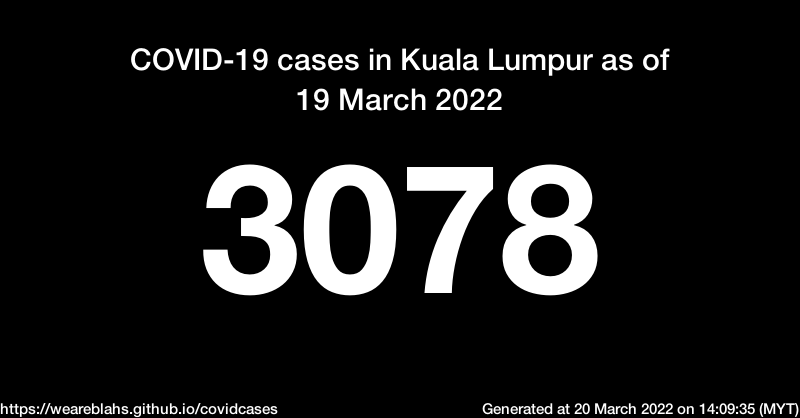 COVID-19 cases in Kuala Lumpur as of
19 March 2022
3078
https://weareblahs.github.io/covidcases
Generated at 20 March 2022 on 14:09:35 (MYT)